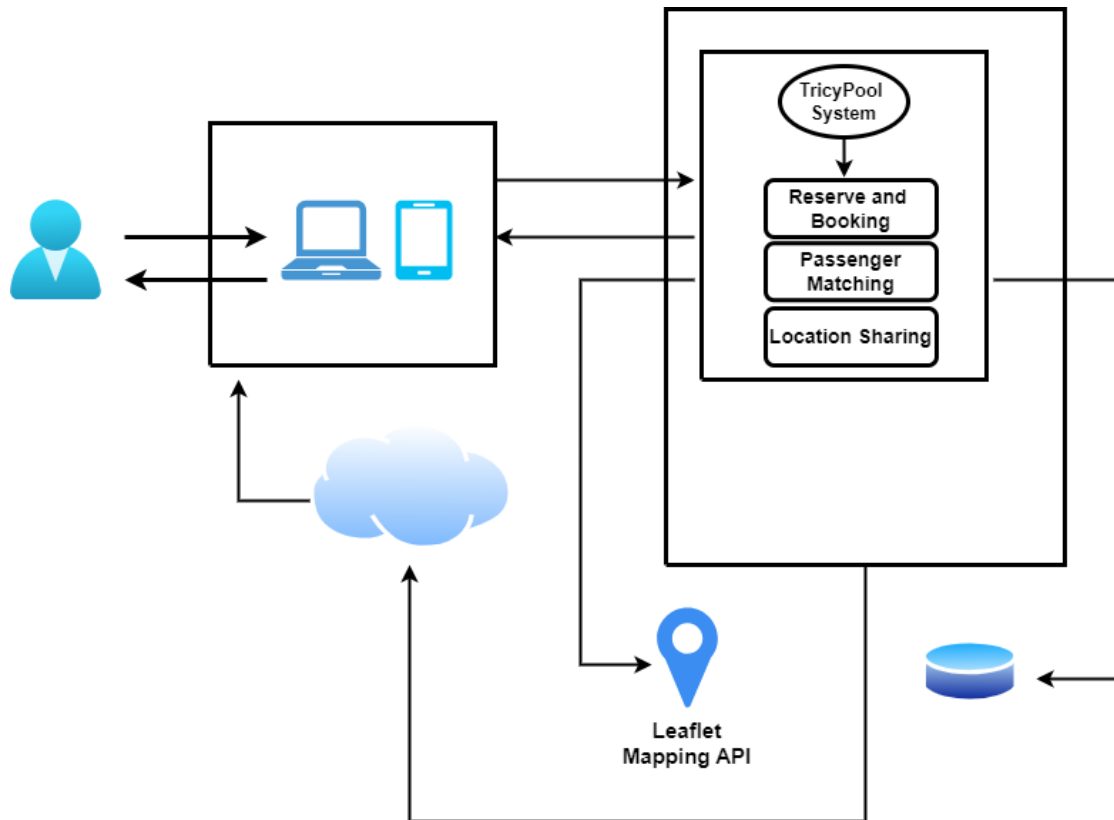 TricyPool
System
Reserve and
Booking
Passenger
Matching
Location Sharing
Leaflet
Mapping API